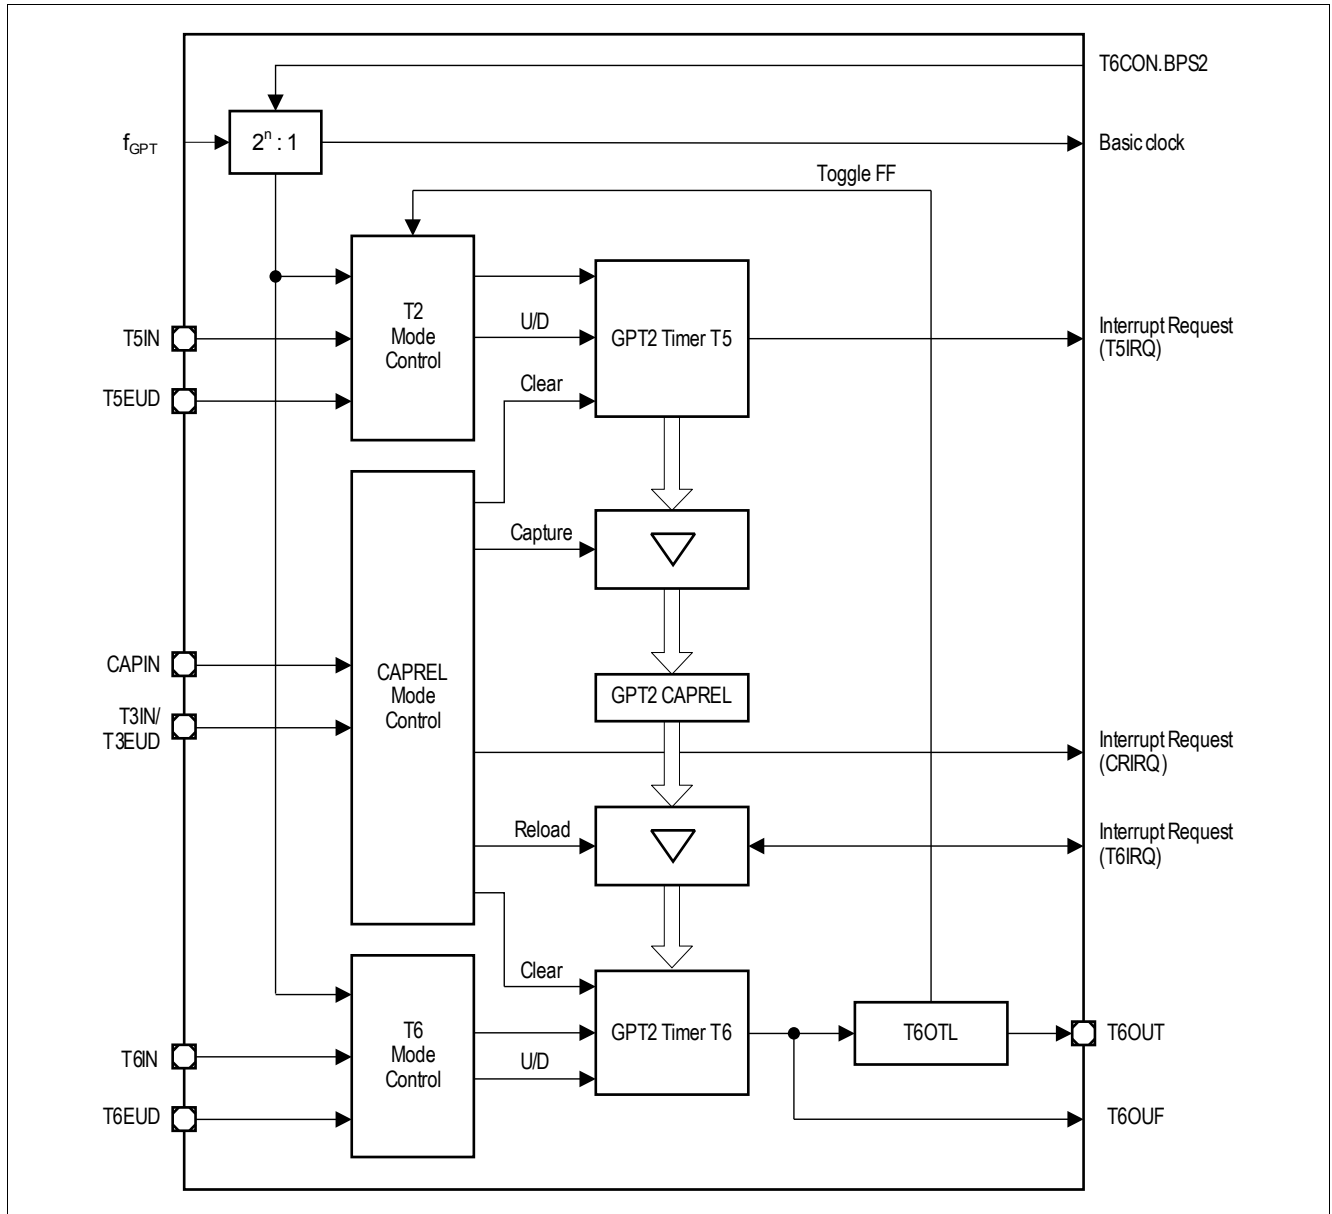 T6CON.BPS2
fGPT
2n : 1
Basic clock
Toggle FF
T2
Mode
Control
U/D
GPT2 Timer T5
Clear
T5IN
T5EUD
Interrupt Request
(T5IRQ)
Capture
CAPIN
T3IN/
T3EUD
CAPREL
Mode
Control
GPT2 CAPREL
Interrupt Request
(CRIRQ)
Reload
Interrupt Request
(T6IRQ)
Clear
T6
Mode
Control
GPT2 Timer T6
U/D
T6OTL
T6OUT
T6IN
T6EUD
T6OUF